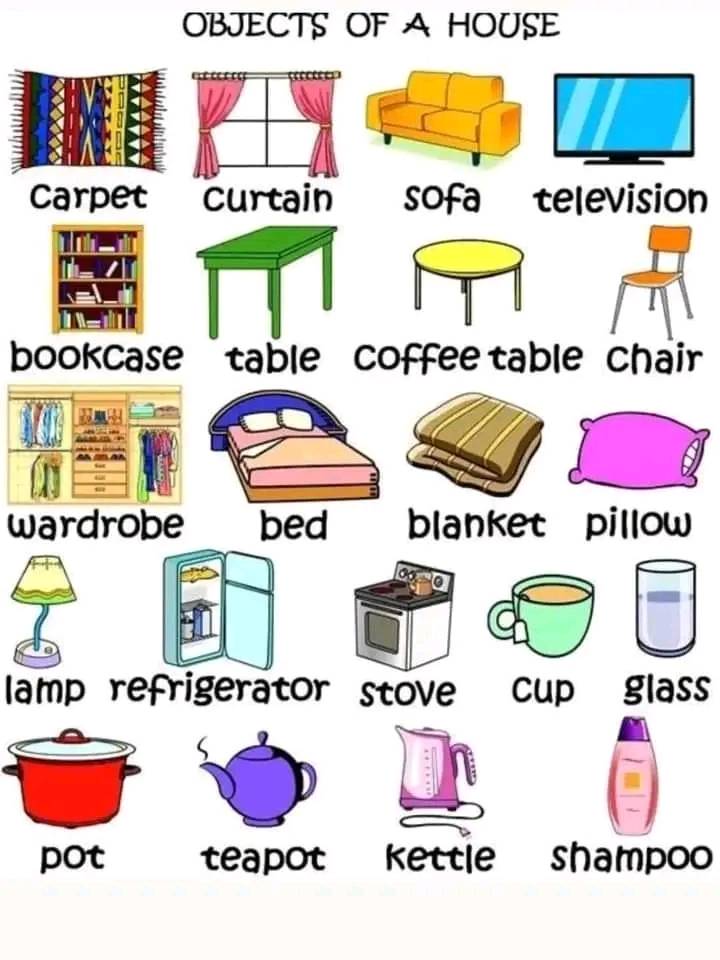 OBJECTS OF A HOUSE
carpet curtain sofa television
bookcase table coffee table chair
wardrobe bed blanket pillow
lamp refrigerator stove cup glass
pot teapot kettle shampoo